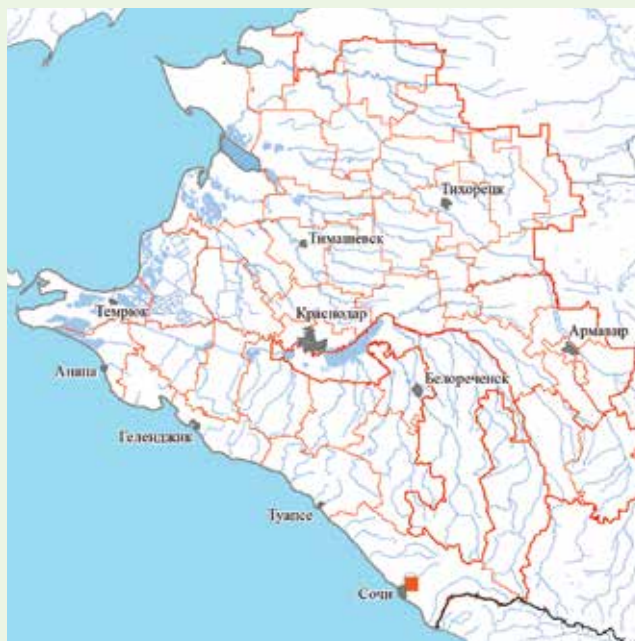 Тихорецк
Тимашевск
Темрюк
Краснодар
Армавир
Анапа
Белореченск
Геленджик
Туапсе
Сочи